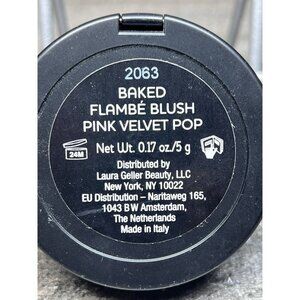 2063
BAKED
FLAMBÉ BLUSH
PINK VELVET POP
24M
Net Wt. 0.17 oz/5 g
Distributed by
Laura Geller Beauty, LLC
New York, NY 10022
EU Distribution – Naritaweg 165,
1043 BW Amsterdam,
The Netherlands
Made in Italy